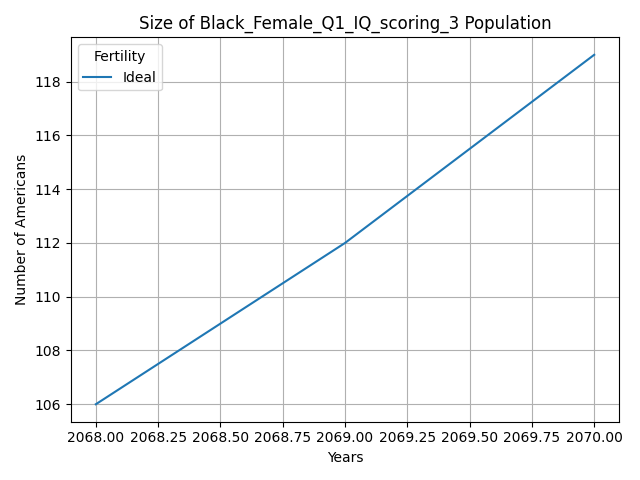 Size of Black_Female_Q1_IQ_scoring_3 Population
Fertility
Ideal
Number of Americans
118
116
114
112
110
108
106
2068.00 2068.25 2068.50 2068.75 2069.00 2069.25 2069.50 2069.75 2070.00
Years